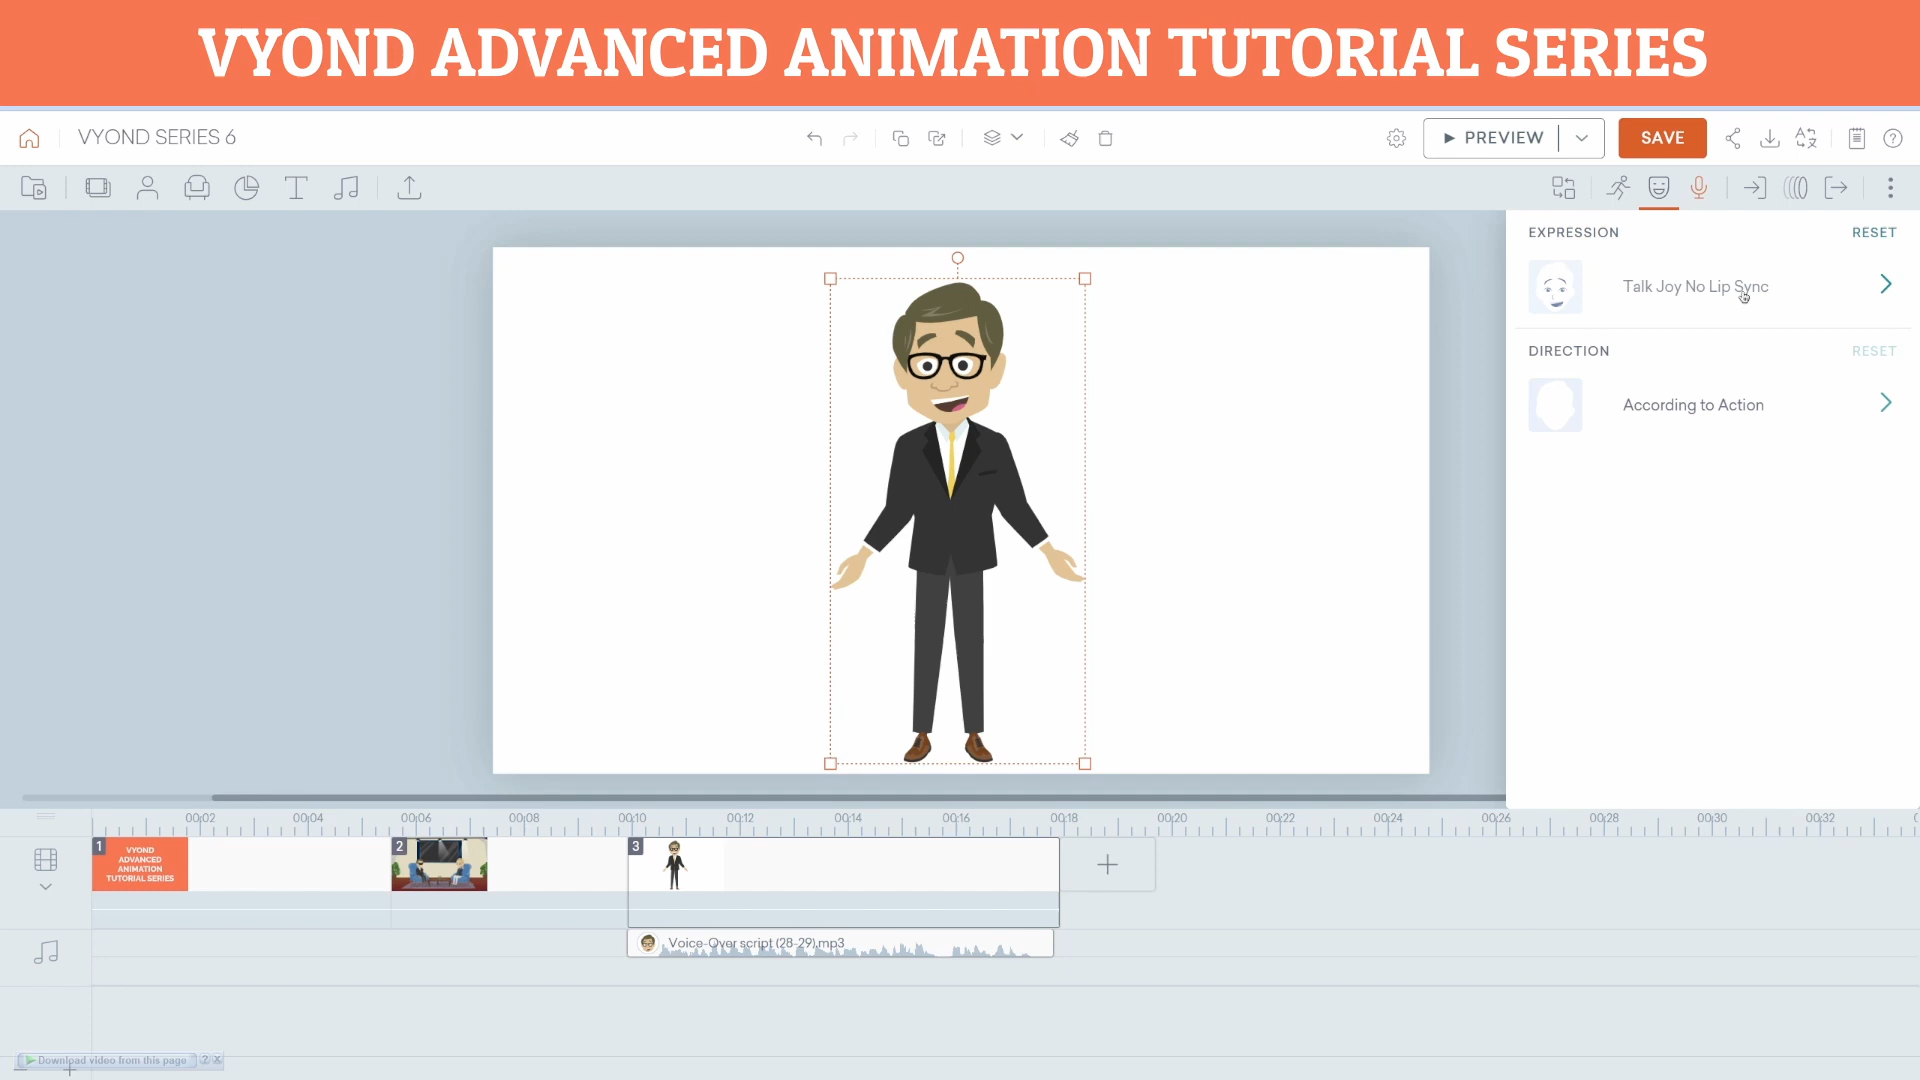 VYOND ADVANCED ANIMATION TUTORIAL SERIES
VYOND SERIES 6
PREVIEW
SAVE
EXPRESSION
RESET
Talk Joy No Lip Sync
DIRECTION
RESET
According to Action
00:02
00:04
00:06
00:08
00:10
00:12
00:14
00:16
00:18
00:20
00:22
00:24
00:26
00:28
00:30
00:32
1
VYOND
ADVANCED
ANIMATION
TUTORIAL SERIES
2
3
Voice-Over script (28-29).mp3
Download video from this page